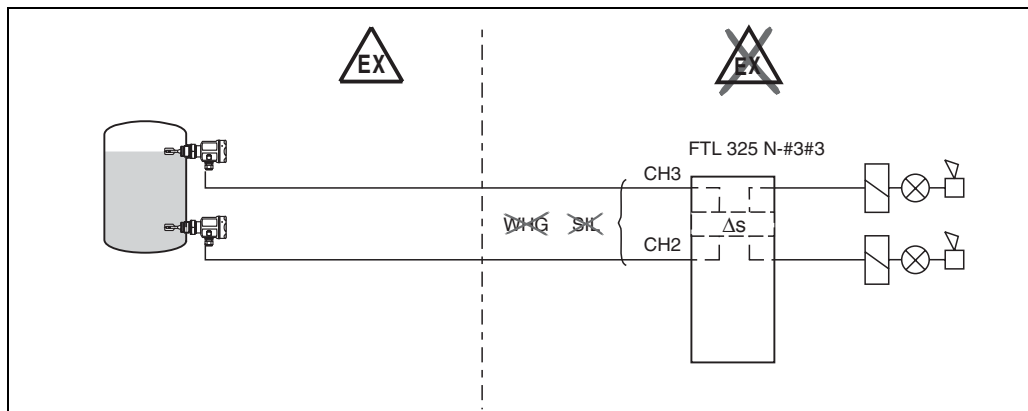 EX
EX
FTL 325 N-#3#3
CH3
WHG SIL
Δs
CH2